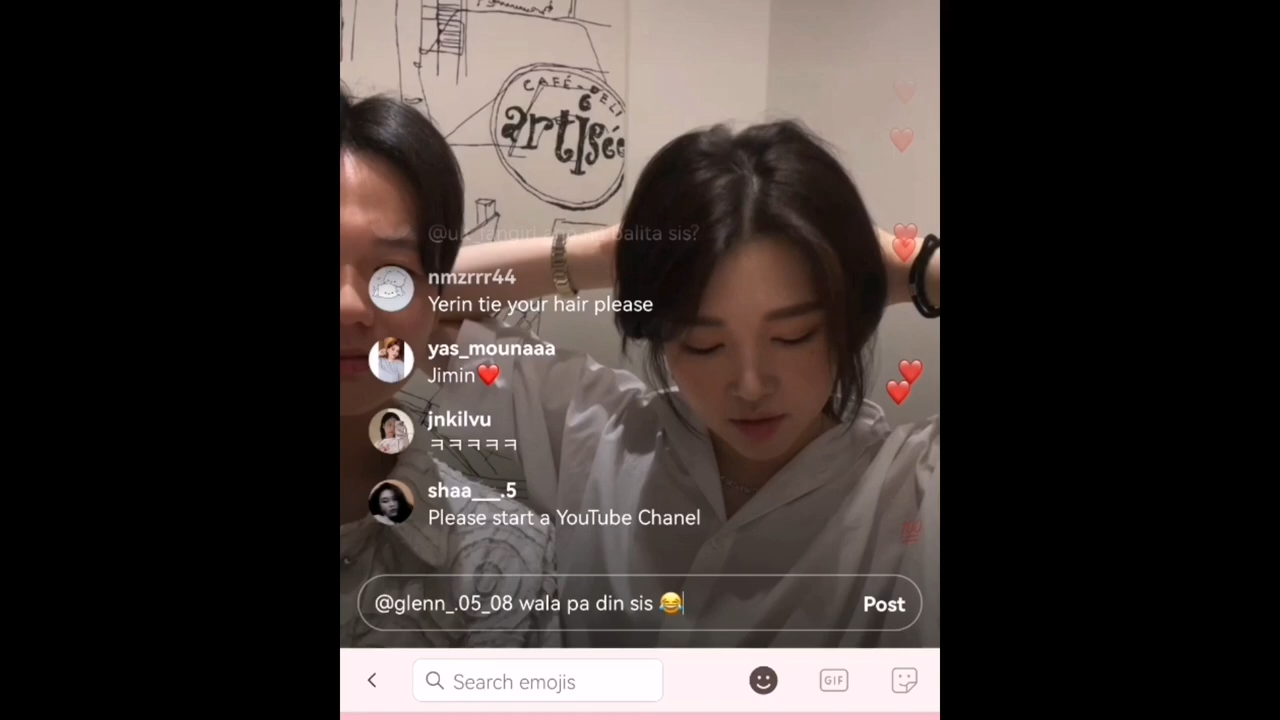 CAFÉ-DELI
artisée
sis?
nmzrrr44
Yerin tie your hair please
yas_mounaaa
Jimin❤️
jnkilvu
ㅋㅋㅋㅋㅋ
shaa___.5
Please start a YouTube Chanel
@glenn_.05_08 wala pa din sis 😂
Post
Search emojis
GIF